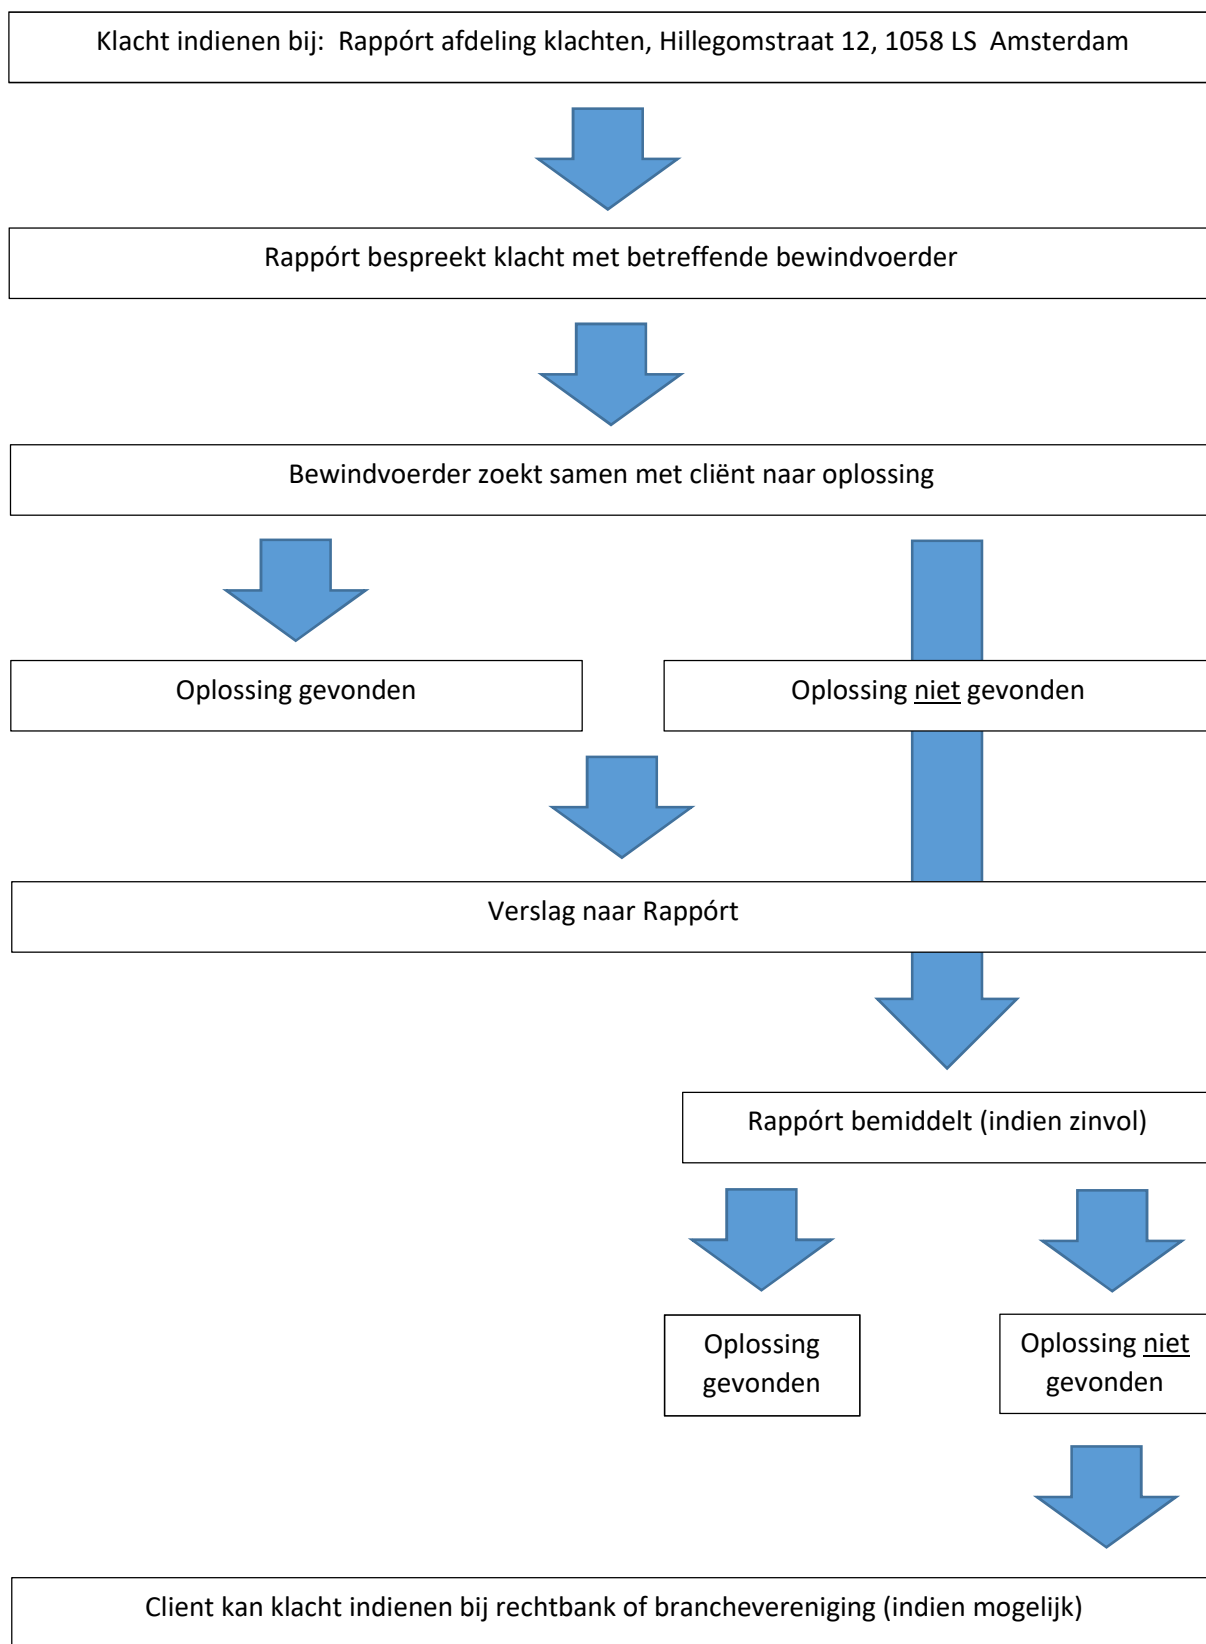 Klacht indienen bij:  Rappórt afdeling klachten, Hillegomstraat 12, 1058 LS  Amsterdam
Rappórt bespreekt klacht met betreffende bewindvoerder
Bewindvoerder zoekt samen met cliënt naar oplossing
Oplossing gevonden
Oplossing niet gevonden
Verslag naar Rappórt
Rappórt bemiddelt (indien zinvol)
Oplossing
gevonden
Oplossing niet
gevonden
Client kan klacht indienen bij rechtbank of branchevereniging (indien mogelijk)